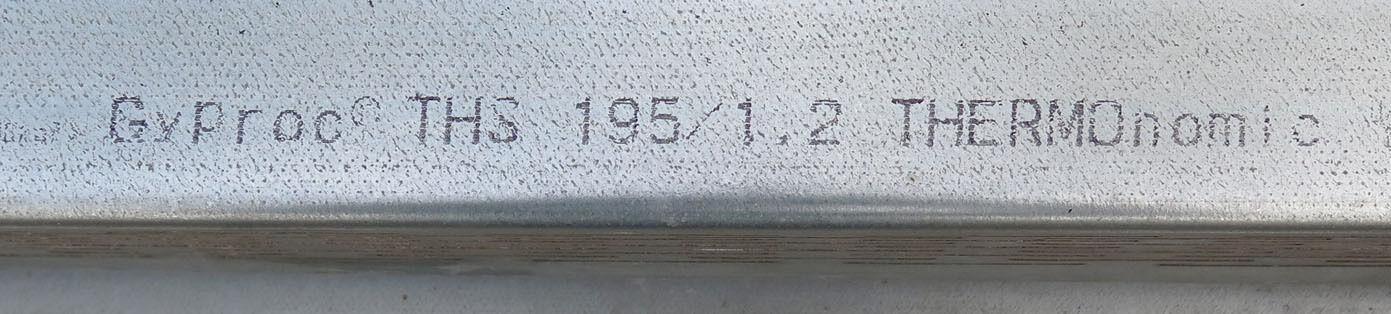 GyProc® THS 195/1.2 THERMOnomic